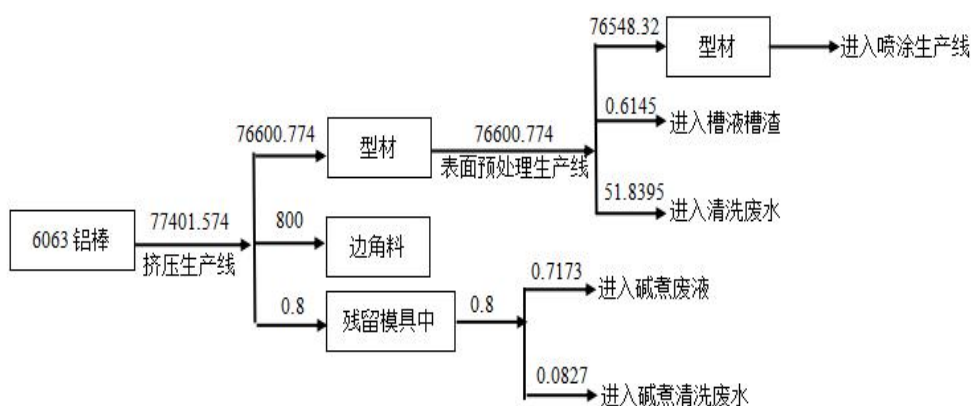 76548.32
型材
进入喷涂生产线
0.6145
进入槽液槽渣
76600.774
型材
76600.774
表面预处理生产线
51.8395
进入清洗废水
6063 铝棒
77401.574
挤压生产线
800
边角料
0.8
残留模具中
0.8
0.7173
进入碱煮废液
0.0827
进入碱煮清洗废水